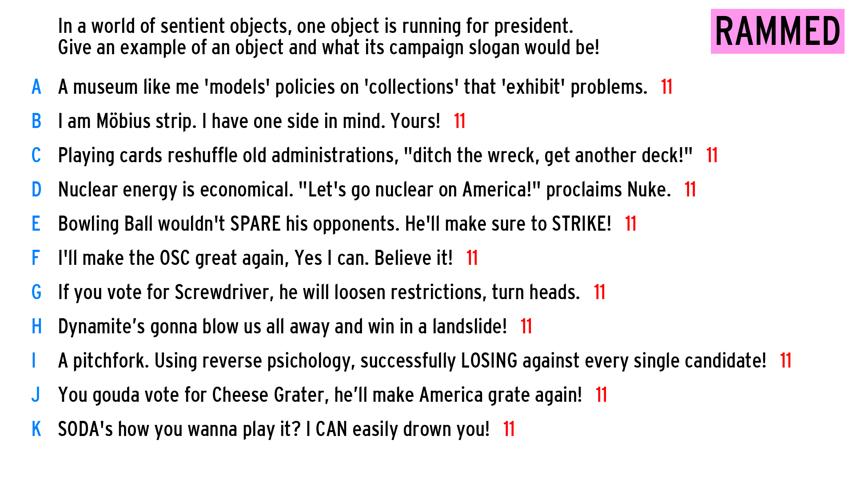 In a world of sentient objects, one object is running for president.
Give an example of an object and what its campaign slogan would be!
RAMMED
A A museum like me 'models' policies on 'collections' that 'exhibit' problems. 11
B I am Möbius strip. I have one side in mind. Yours! 11
C Playing cards reshuffle old administrations, "ditch the wreck, get another deck!" 11
D Nuclear energy is economical. "Let's go nuclear on America!" proclaims Nuke. 11
E Bowling Ball wouldn't SPARE his opponents. He'll make sure to STRIKE! 11
F I'll make the OSC great again, Yes I can. Believe it! 11
G If you vote for Screwdriver, he will loosen restrictions, turn heads. 11
H Dynamite’s gonna blow us all away and win in a landslide! 11
I A pitchfork. Using reverse psichology, successfully LOSING against every single candidate! 11
J You gouda vote for Cheese Grater, he’ll make America grate again! 11
K SODA's how you wanna play it? I CAN easily drown you! 11